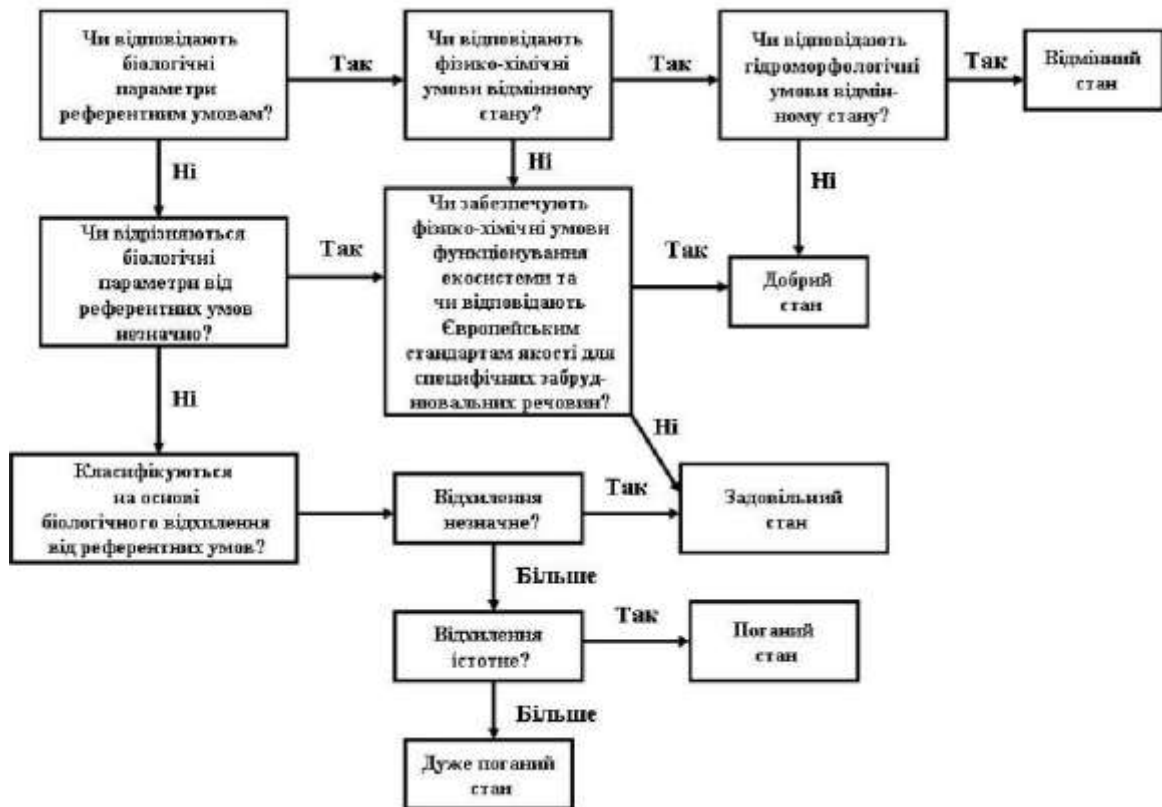 Чи відповідають
біологічні
параметри
референтним умовам?
Так
Чи відповідають
фізико-хімічні
умови відмінному
стану?
Так
Чи відповідають
гідроморфологічні
умови відмін-
ному стану?
Так
Відмінний
стан
Ні
Ні
Ні
Чи відрізняються
біологічні
параметри від
референтних умов
незначно?
Так
Чи забезпечують
фізико-хімічні умови
функціонування
екосистеми та
чи відповідають
Європейським
стандартам якості для
специфічних забруд-
нювальних речовин?
Так
Добрий
стан
Ні
Ні
Класифікуються
на основі
біологічного відхилення
від референтних умов?
Відхилення
незначне?
Так
Задовільний
стан
Більше
Відхилення
істотне?
Так
Поганий
стан
Більше
Дуже поганий
стан